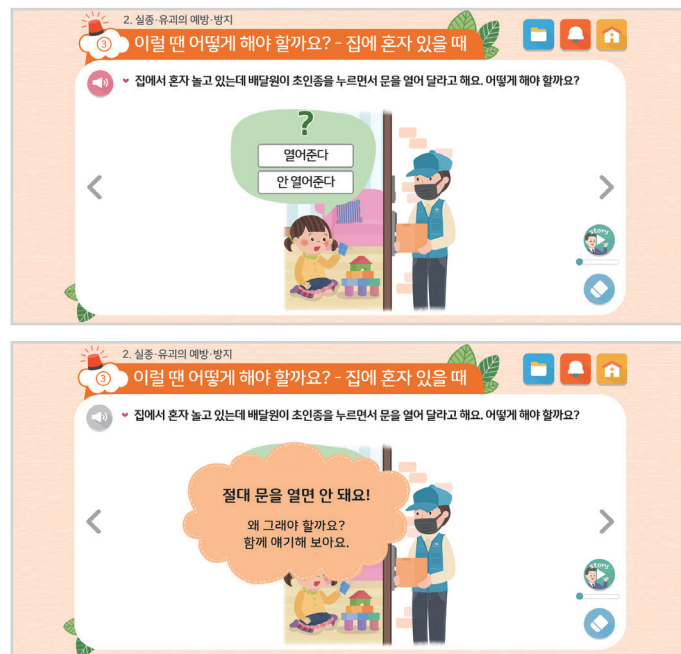 2. 실종·유괴의 예방·방지
3 이럴 땐 어떻게 해야 할까요? - 집에 혼자 있을 때
집에서 혼자 놀고 있는데 배달원이 초인종을 누르면서 문을 열어 달라고 해요. 어떻게 해야 할까요?
?
열어준다
안 열어준다
story
2. 실종·유괴의 예방·방지
3 이럴 땐 어떻게 해야 할까요? - 집에 혼자 있을 때
집에서 혼자 놀고 있는데 배달원이 초인종을 누르면서 문을 열어 달라고 해요. 어떻게 해야 할까요?
절대 문을 열면 안 돼요!
왜 그래야 할까요?
함께 얘기해 보아요.
story